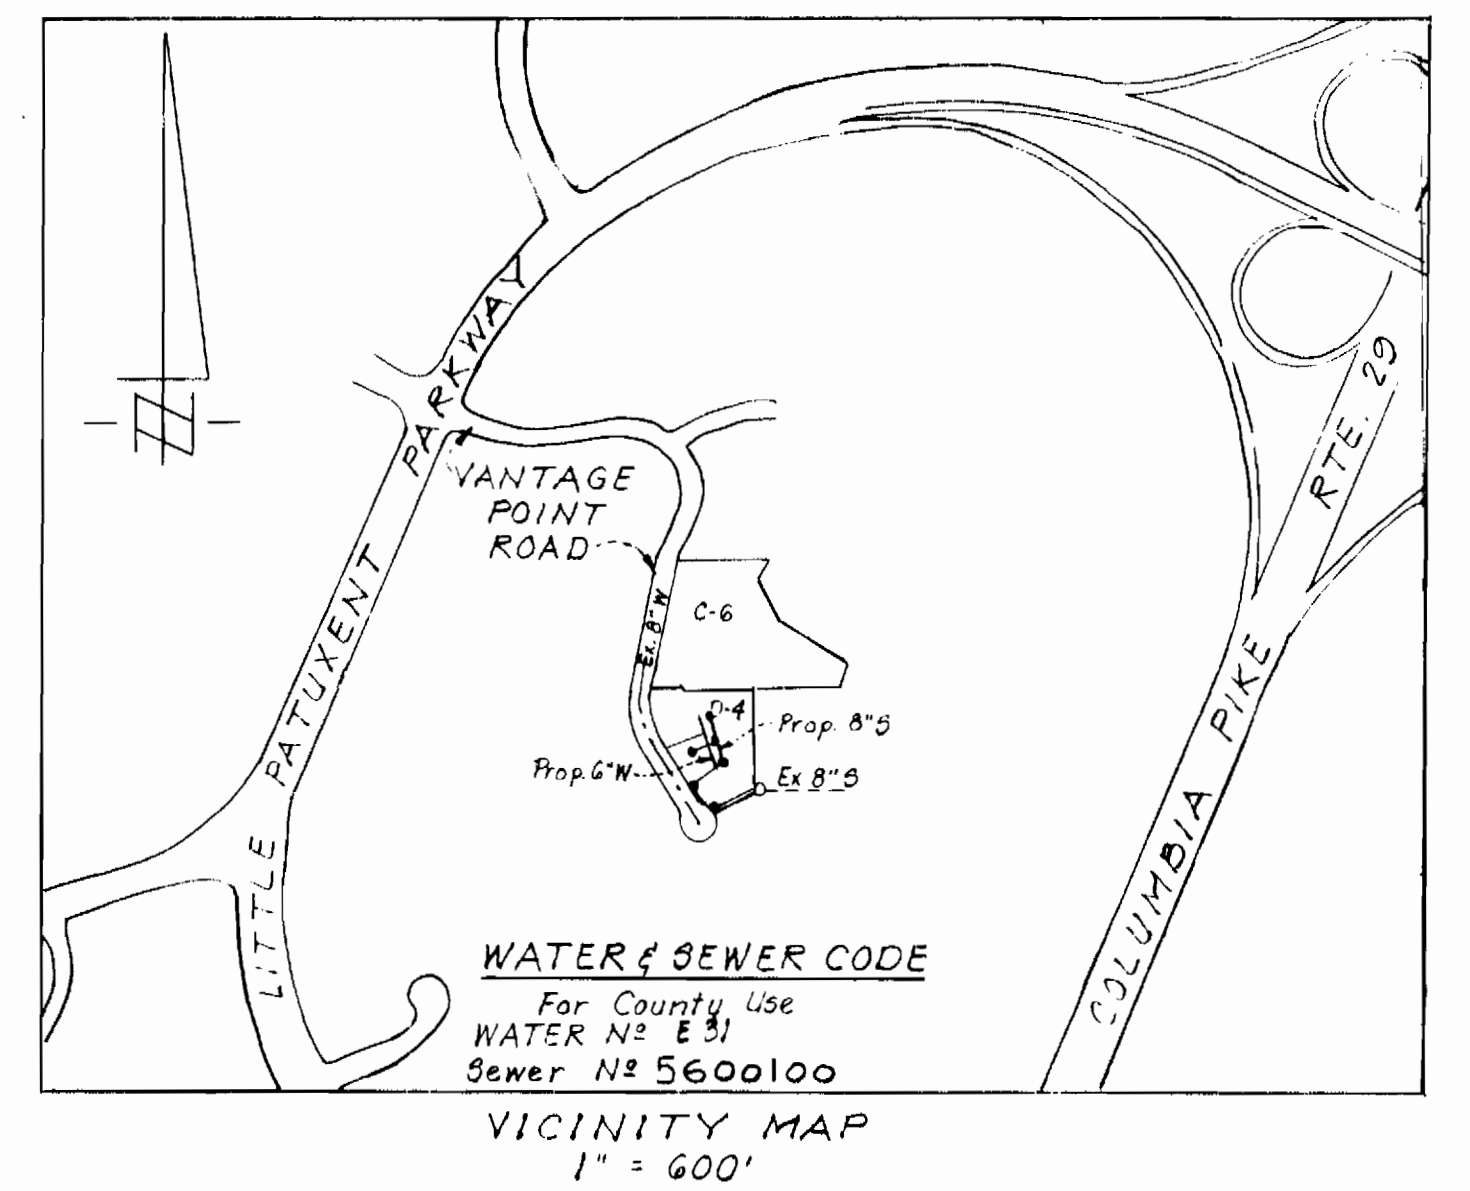 N
LITTLE PATUXENT PARKWAY
VANTAGE
POINT
ROAD
RTE. 29
COLUMBIA PIKE
Ex. 8"W
C-6
D-4
Prop. 8"S
Prop. 6"W
Ex 8"S
WATER & SEWER CODE
For County Use
WATER Nº E 31
Sewer Nº 5600100
VICINITY MAP
1" = 600'